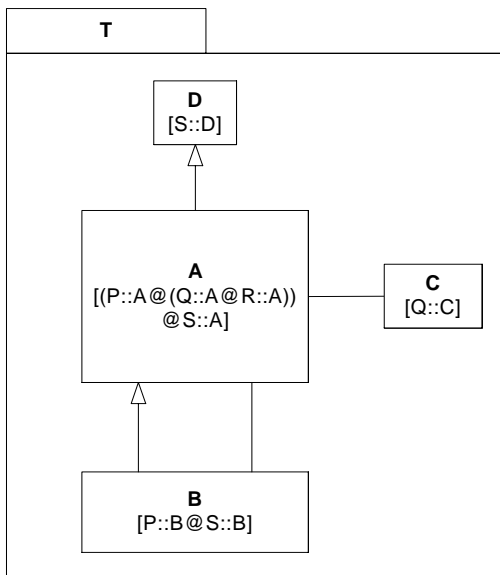 T
D
[S::D]
A
[(P::A@(Q::A@R::A))
@S::A]
C
[Q::C]
B
[P::B@S::B]